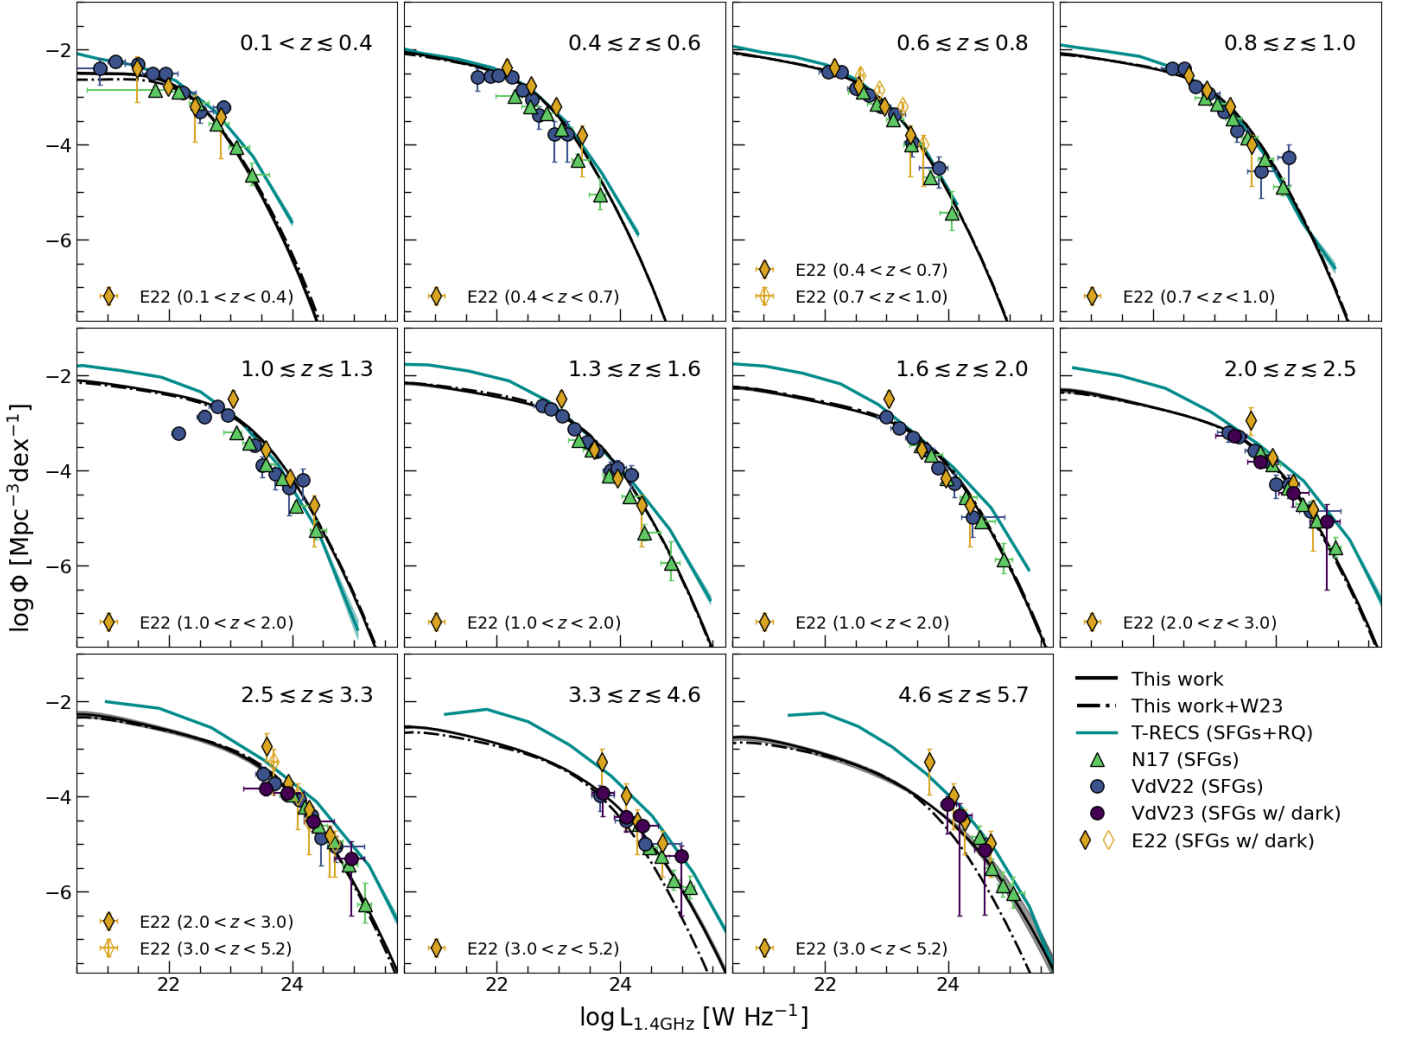 0.1 < z ≲ 0.4
0.4 ≲ z ≲ 0.6
0.6 ≲ z ≲ 0.8
0.8 ≲ z ≲ 1.0
−2
−4
−6
E22 (0.1 < z < 0.4)
E22 (0.4 < z < 0.7)
E22 (0.4 < z < 0.7)
E22 (0.7 < z < 1.0)
E22 (0.7 < z < 1.0)
1.0 ≲ z ≲ 1.3
1.3 ≲ z ≲ 1.6
1.6 ≲ z ≲ 2.0
2.0 ≲ z ≲ 2.5
−2
−4
−6
log Φ [Mpc⁻³dex⁻¹]
E22 (1.0 < z < 2.0)
E22 (1.0 < z < 2.0)
E22 (1.0 < z < 2.0)
E22 (2.0 < z < 3.0)
2.5 ≲ z ≲ 3.3
3.3 ≲ z ≲ 4.6
4.6 ≲ z ≲ 5.7
−2
−4
−6
E22 (2.0 < z < 3.0)
E22 (3.0 < z < 5.2)
E22 (3.0 < z < 5.2)
E22 (3.0 < z < 5.2)
This work
This work+W23
T-RECS (SFGs+RQ)
N17 (SFGs)
VdV22 (SFGs)
VdV23 (SFGs w/ dark)
E22 (SFGs w/ dark)
22 24 22 24 22 24
log L₁.₄GHz [W Hz⁻¹]